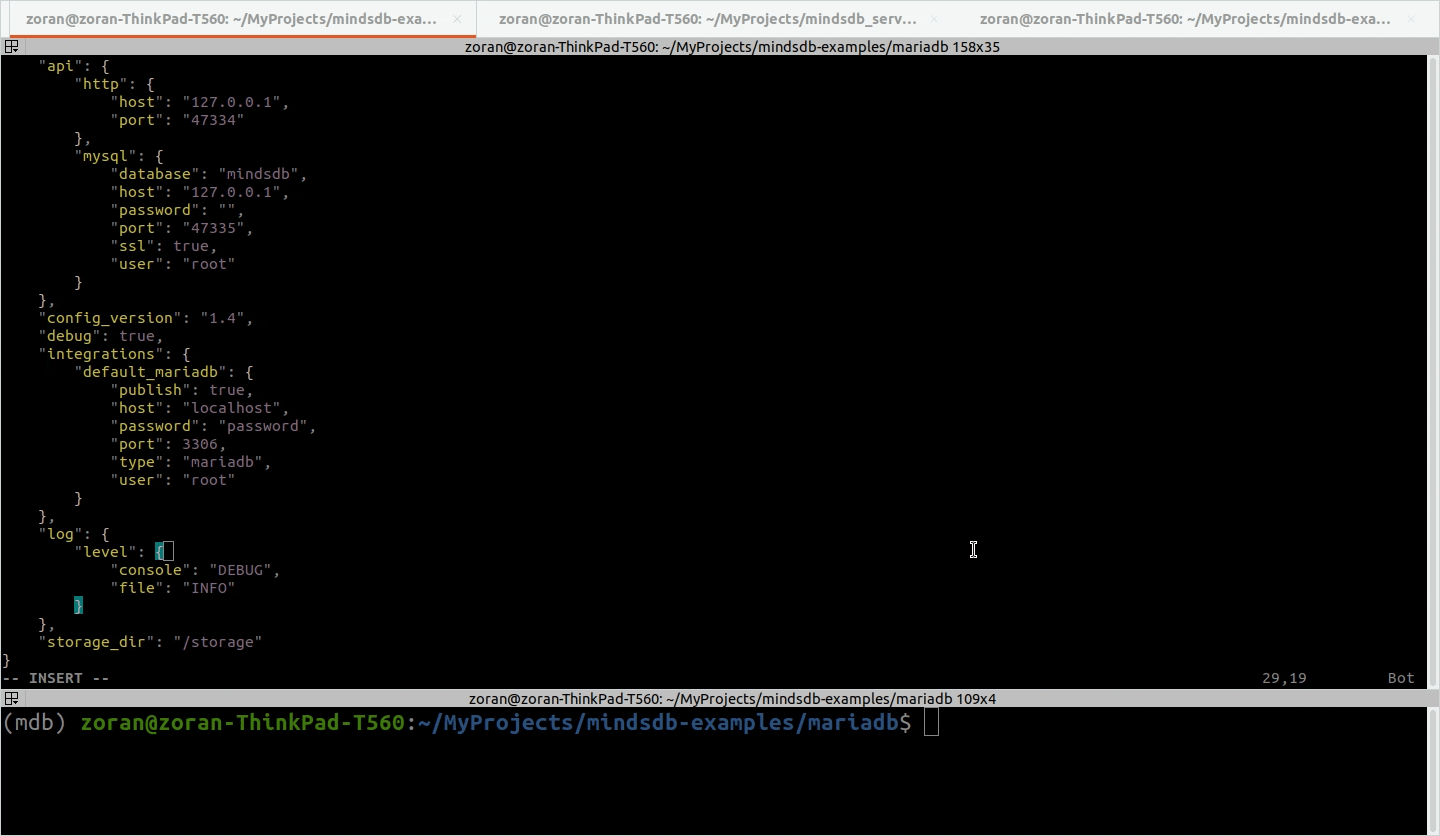 zoran@zoran-ThinkPad-T560: ~/MyProjects/mindsdb-exa... × zoran@zoran-ThinkPad-T560: ~/MyProjects/mindsdb_serv... × zoran@zoran-ThinkPad-T560: ~/MyProjects/mindsdb-exa... ×
zoran@zoran-ThinkPad-T560: ~/MyProjects/mindsdb-examples/mariadb 158x35
    "api": {
        "http": {
            "host": "127.0.0.1",
            "port": "47334"
        },
        "mysql": {
            "database": "mindsdb",
            "host": "127.0.0.1",
            "password": "",
            "port": "47335",
            "ssl": true,
            "user": "root"
        }
    },
    "config_version": "1.4",
    "debug": true,
    "integrations": {
        "default_mariadb": {
            "publish": true,
            "host": "localhost",
            "password": "password",
            "port": 3306,
            "type": "mariadb",
            "user": "root"
        }
    },
    "log": {
        "level": {
            "console": "DEBUG",
            "file": "INFO"
        }
    },
    "storage_dir": "/storage"
}
-- INSERT -- 29,19 Bot
zoran@zoran-ThinkPad-T560: ~/MyProjects/mindsdb-examples/mariadb 109x4
(mdb) zoran@zoran-ThinkPad-T560:~/MyProjects/mindsdb-examples/mariadb$